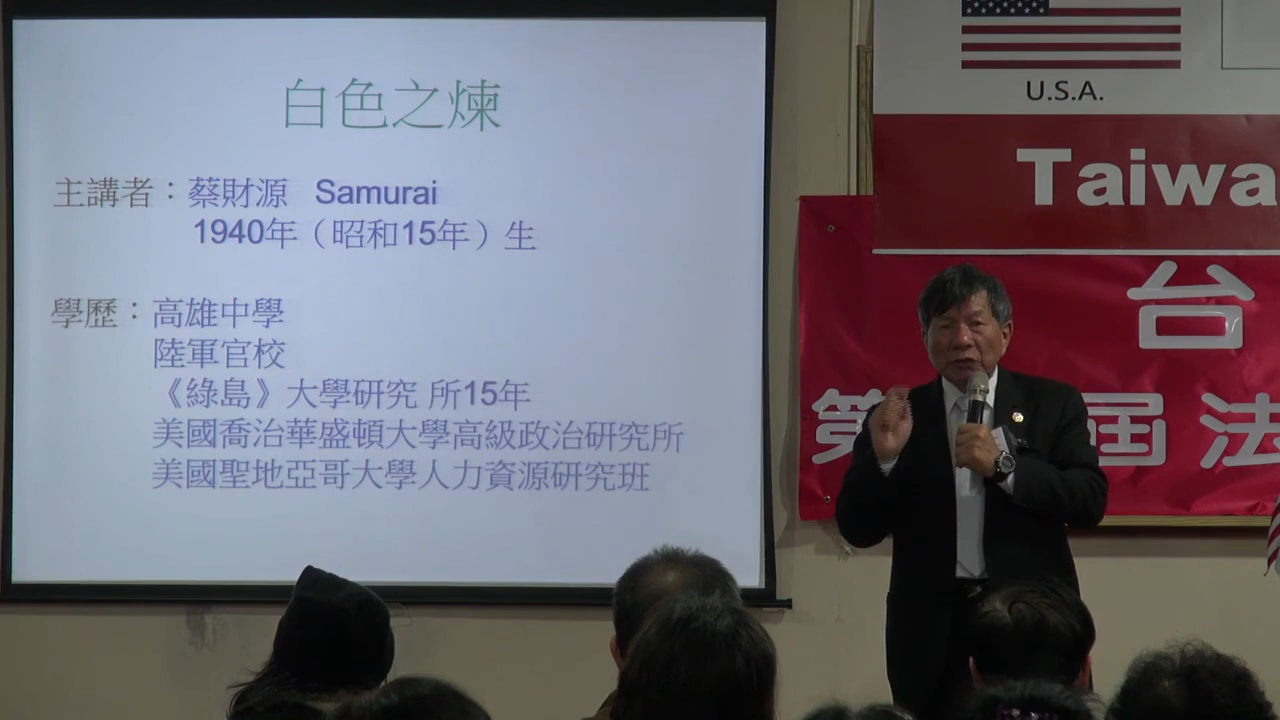 白色之煉
主講者：蔡財源 Samurai
1940年（昭和15年）生
學歷：高雄中學
陸軍官校
《綠島》大學研究 所15年
美國喬治華盛頓大學高級政治研究所
美國聖地亞哥大學人力資源研究班
U.S.A.
Taiwa
台
第 屆法